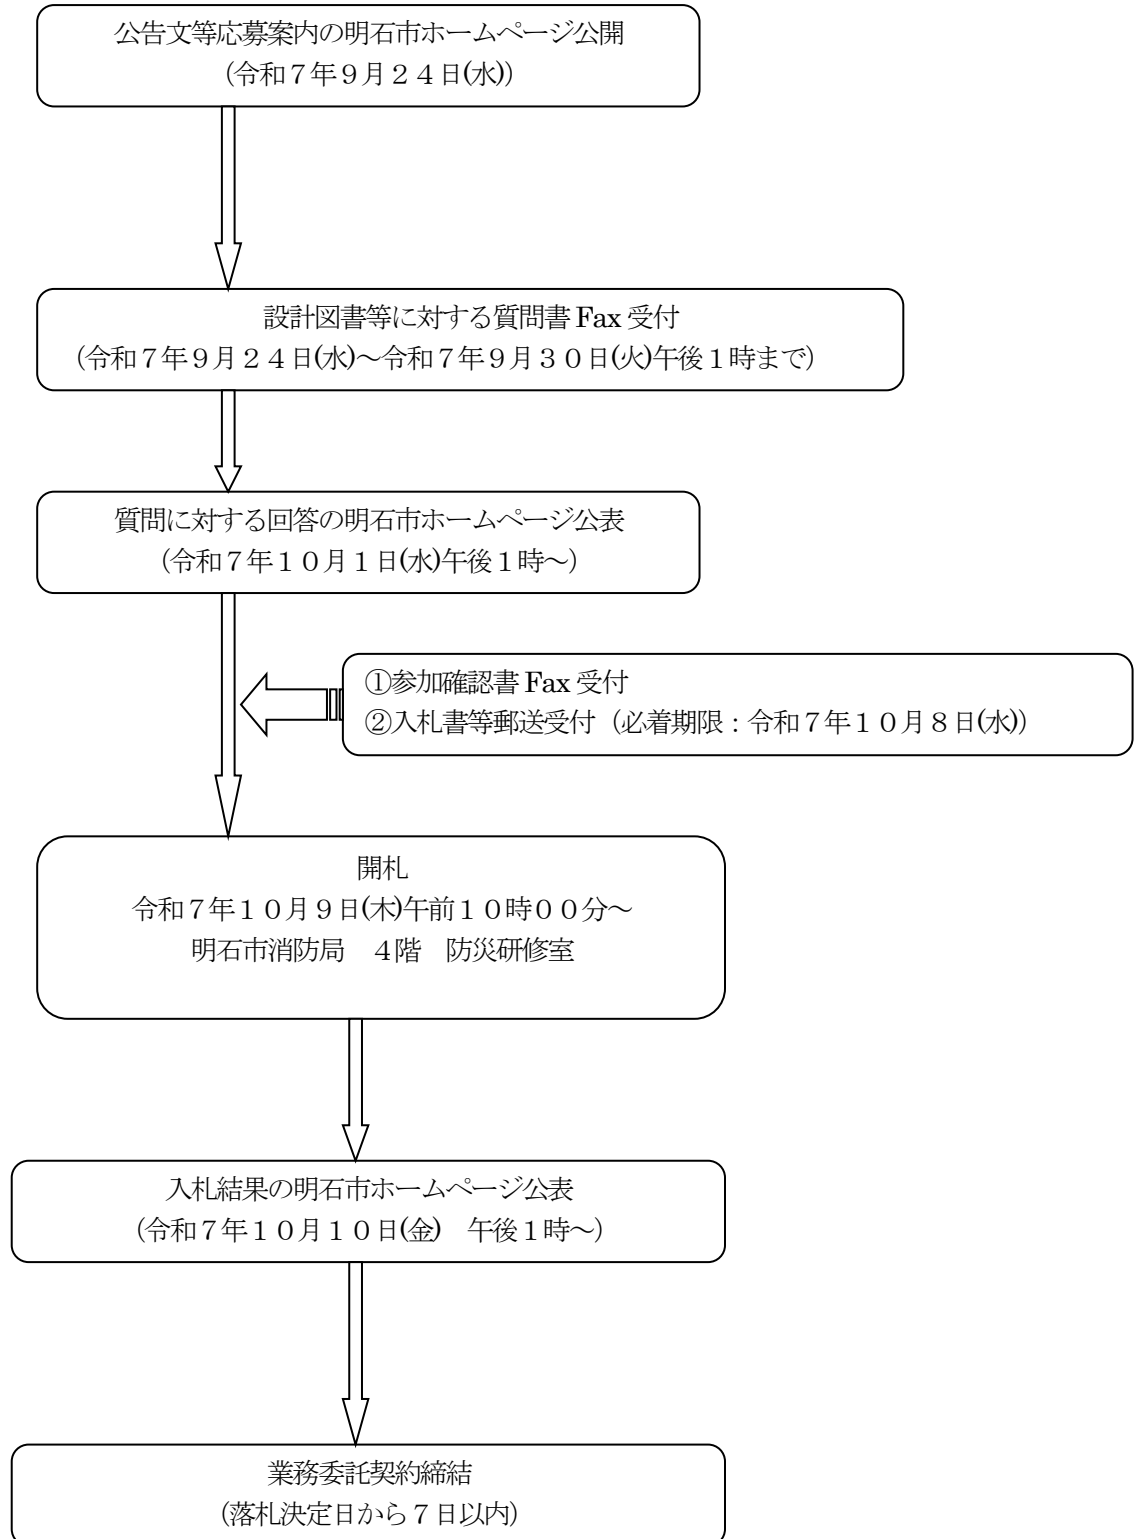 公告文等応募案内の明石市ホームページ公開
（令和７年９月２４日(水)）
設計図書等に対する質問書 Fax 受付
（令和７年９月２４日(水)～令和７年９月３０日(火)午後１時まで）
質問に対する回答の明石市ホームページ公表
（令和７年１０月１日(水)午後１時～）
①参加確認書 Fax 受付
②入札書等郵送受付（必着期限：令和７年１０月８日(水)）
開札
令和７年１０月９日(木)午前１０時００分～
明石市消防局　４階　防災研修室
入札結果の明石市ホームページ公表
（令和７年１０月１０日(金)　午後１時～）
業務委託契約締結
（落札決定日から７日以内）